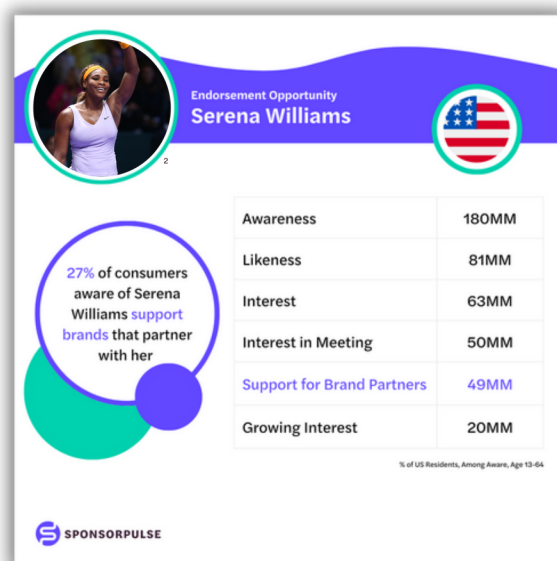 Endorsement Opportunity
Serena Williams
2
27% of consumers
aware of Serena
Williams support
brands that partner
with her
Awareness 180MM
Likeness 81MM
Interest 63MM
Interest in Meeting 50MM
Support for Brand Partners 49MM
Growing Interest 20MM
% of US Residents, Among Aware, Age 13-64
SPONSORPULSE